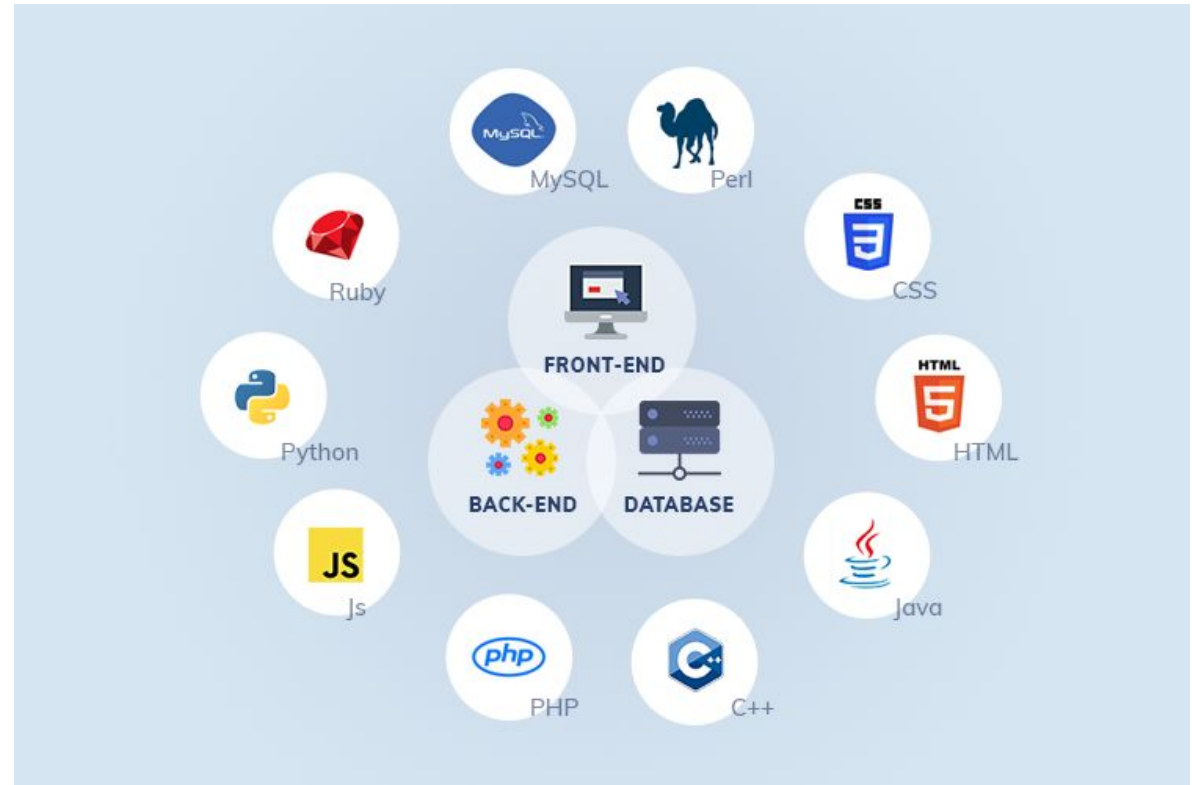 MySQL
MySQL
Perl
CSS
CSS
Ruby
FRONT-END
HTML
5
HTML
Python
BACK-END
DATABASE
JS
Js
Java
php
PHP
C++
C++